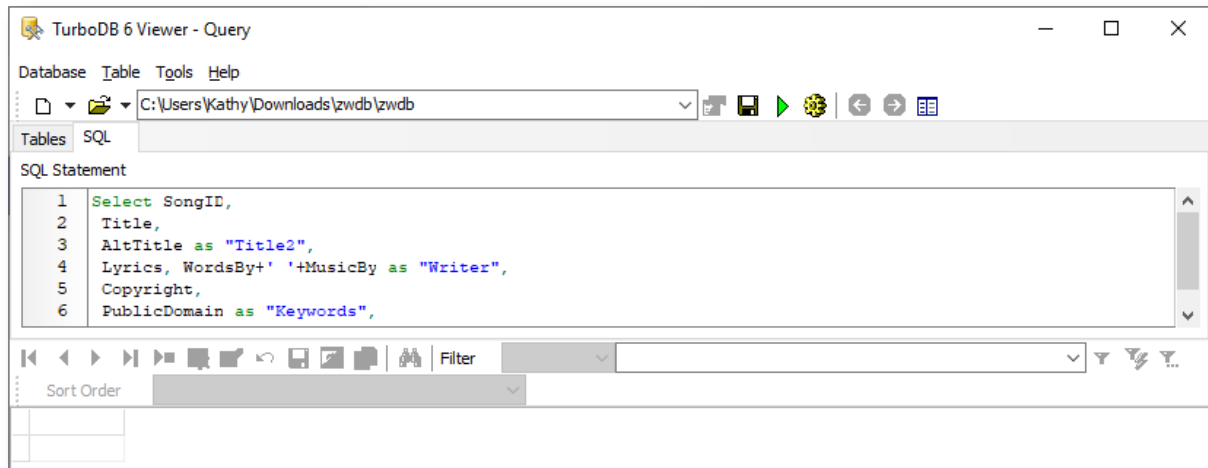 TurboDB 6 Viewer - Query
Database Table Tools Help
C:\Users\Kathy\Downloads\zwdb\zwdb
Tables SQL
SQL Statement
1 Select SongID,
2 Title,
3 AltTitle as "Title2",
4 Lyrics, WordsBy+' '+MusicBy as "Writer",
5 Copyright,
6 PublicDomain as "Keywords",
Filter
Sort Order